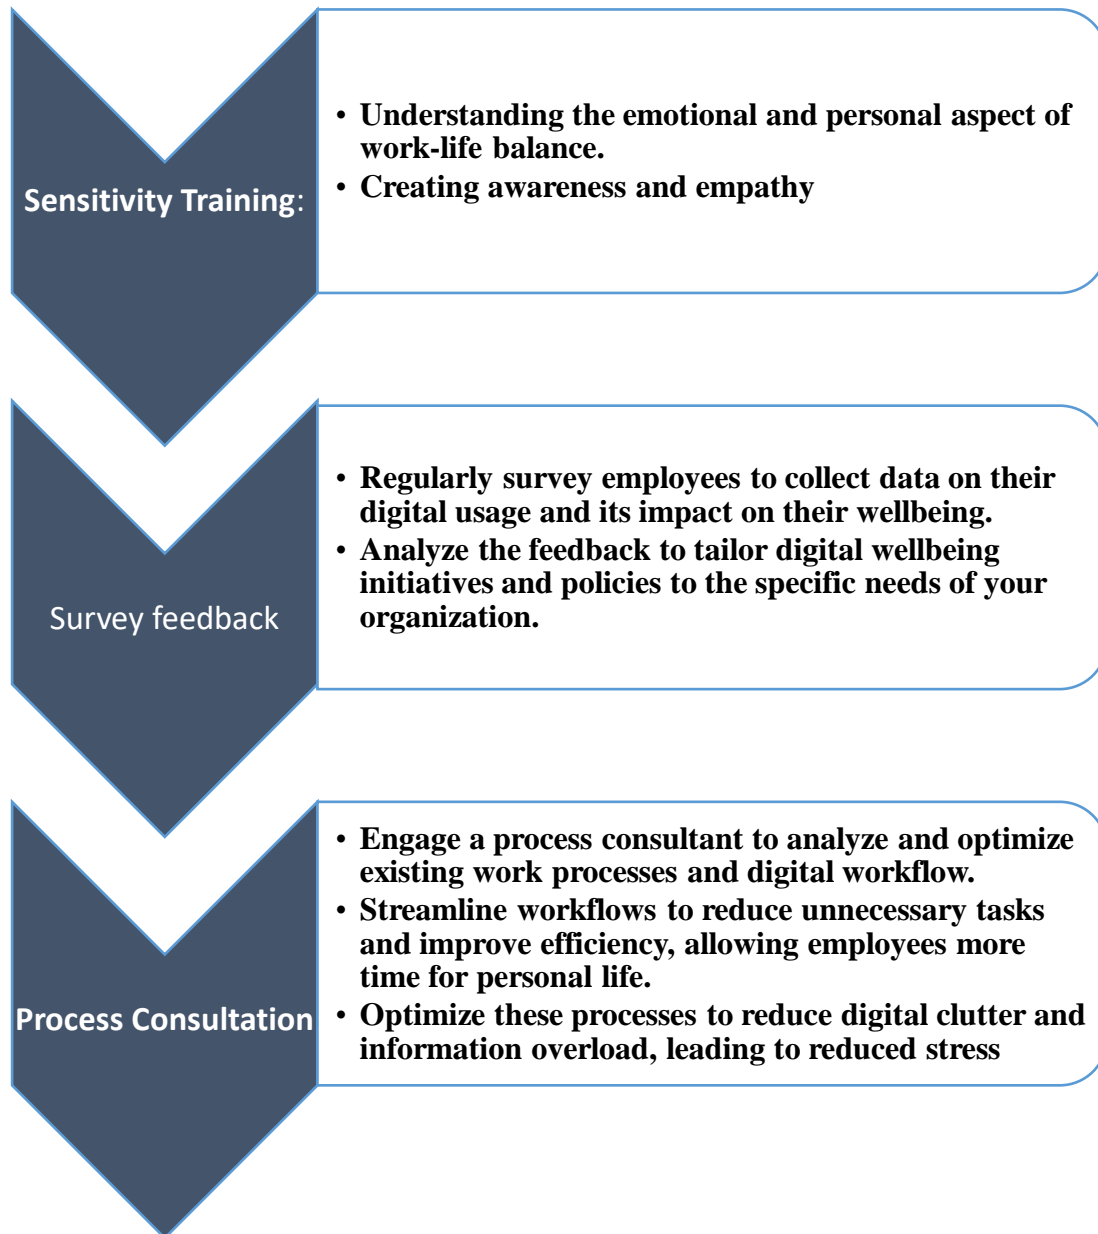 Sensitivity Training:
• Understanding the emotional and personal aspect of
work-life balance.
• Creating awareness and empathy
Survey feedback
• Regularly survey employees to collect data on their
digital usage and its impact on their wellbeing.
• Analyze the feedback to tailor digital wellbeing
initiatives and policies to the specific needs of your
organization.
Process Consultation
• Engage a process consultant to analyze and optimize
existing work processes and digital workflow.
• Streamline workflows to reduce unnecessary tasks
and improve efficiency, allowing employees more
time for personal life.
• Optimize these processes to reduce digital clutter and
information overload, leading to reduced stress